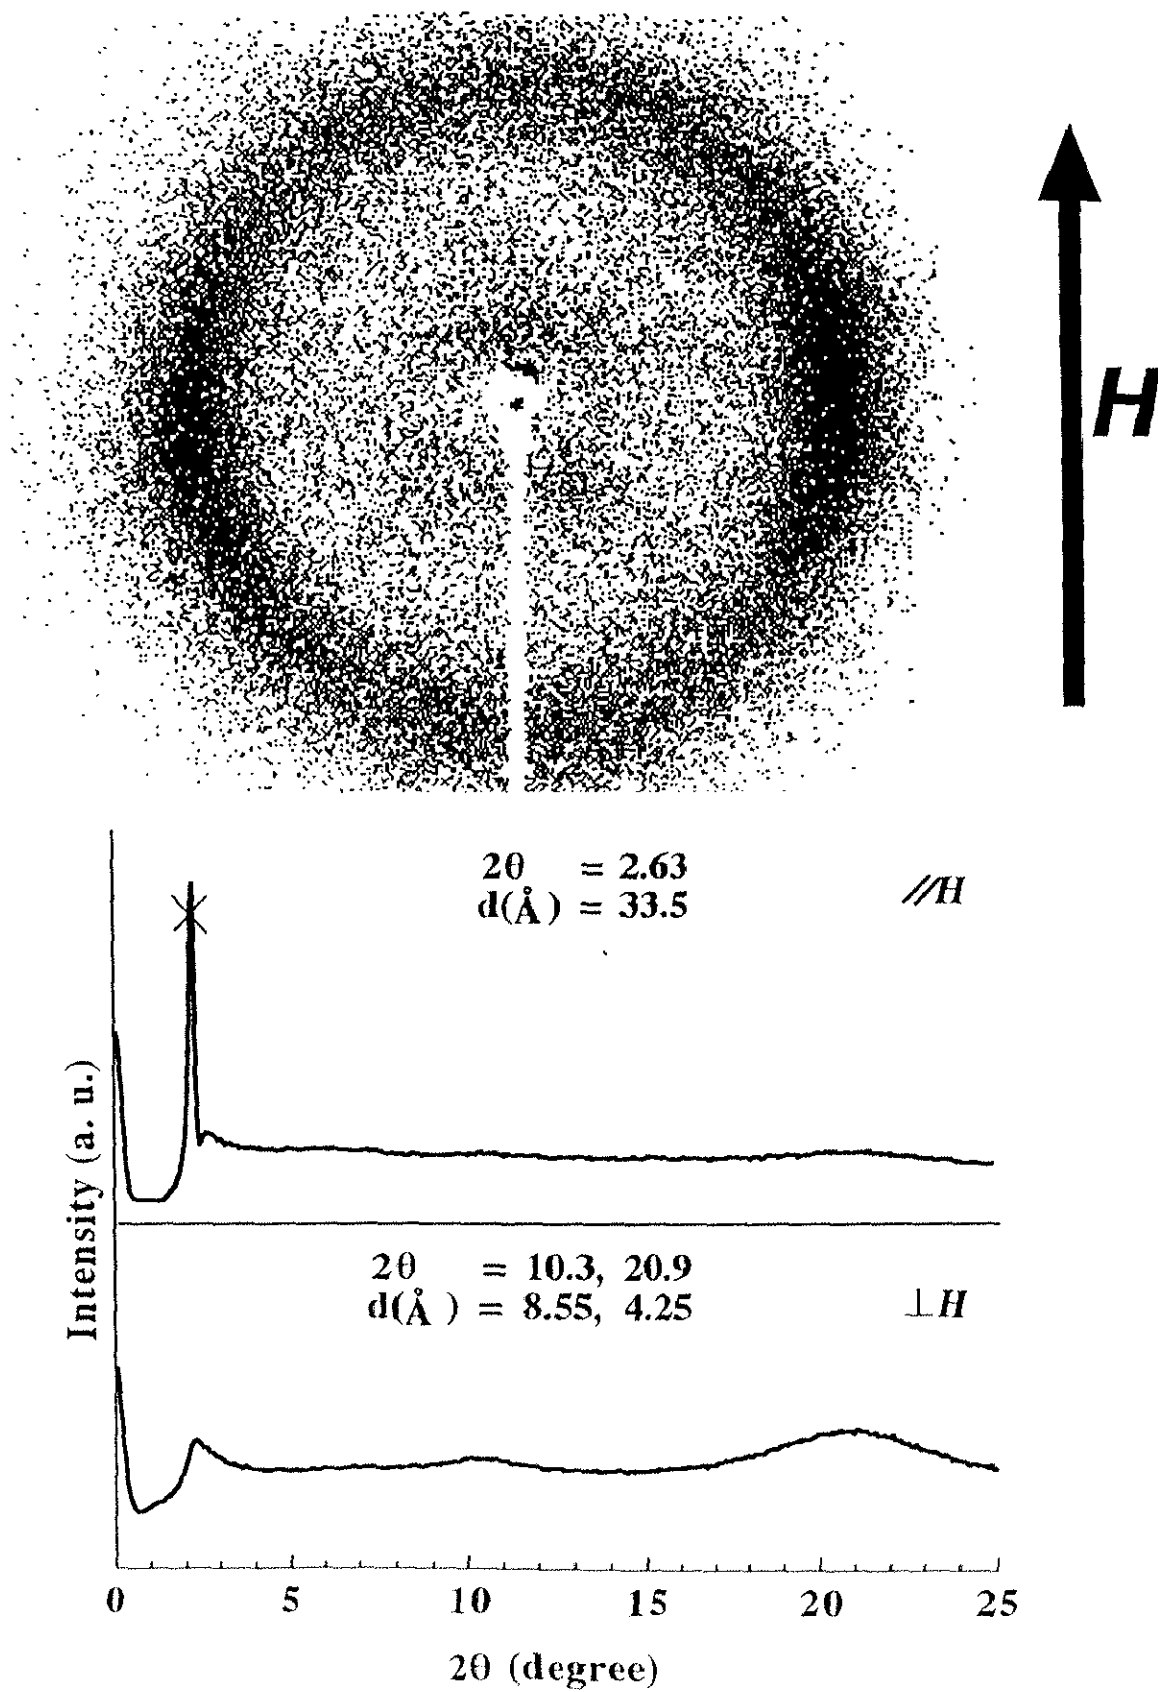 H
2θ = 2.63
d(Å) = 33.5
//H
2θ = 10.3, 20.9
d(Å) = 8.55, 4.25
⊥H
Intensity (a. u.)
0 5 10 15 20 25
2θ (degree)